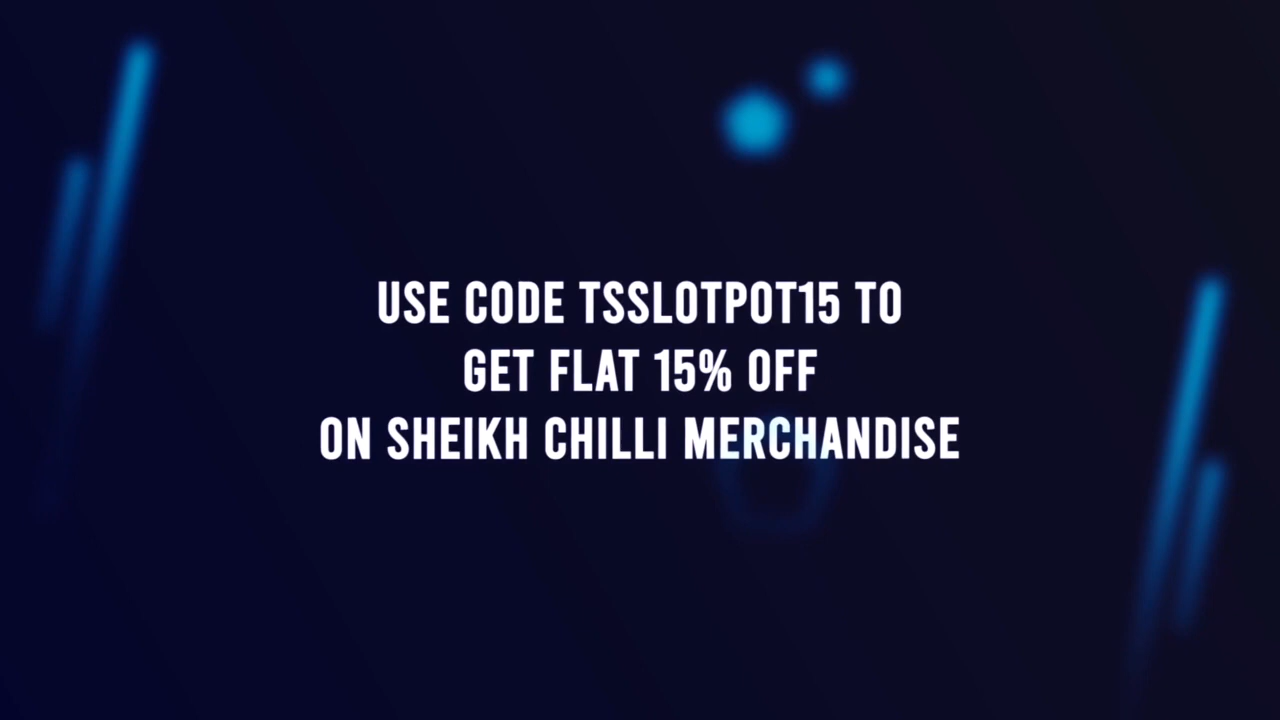 USE CODE TSSLOTPOT15 TO
GET FLAT 15% OFF
ON SHEIKH CHILLI MERCHANDISE